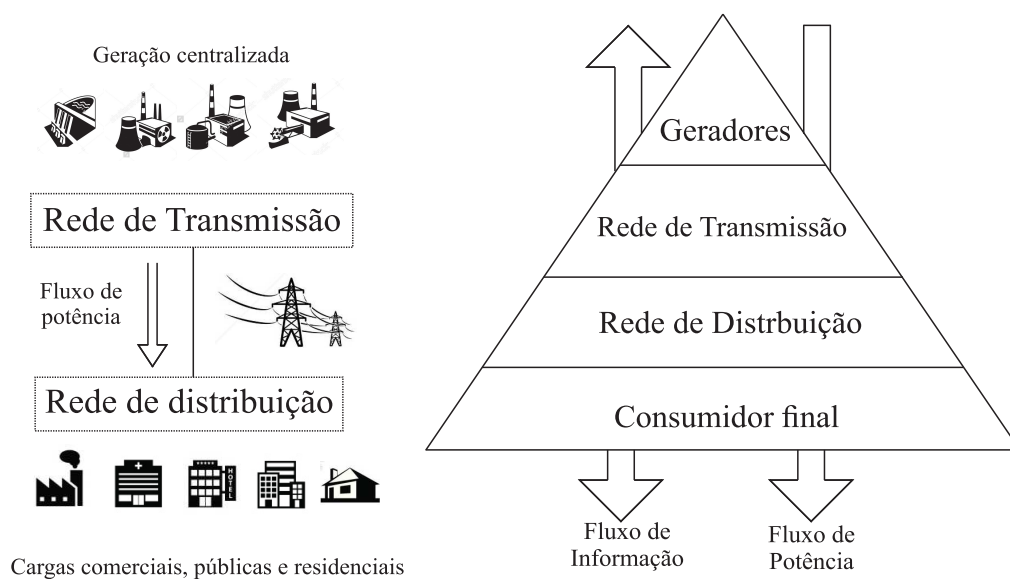 Geração centralizada
Rede de Transmissão
Fluxo de
potência
Rede de distribuição
HOTEL
Cargas comerciais, públicas e residenciais
Geradores
Rede de Transmissão
Rede de Distrbuição
Consumidor final
Fluxo de
Informação
Fluxo de
Potência